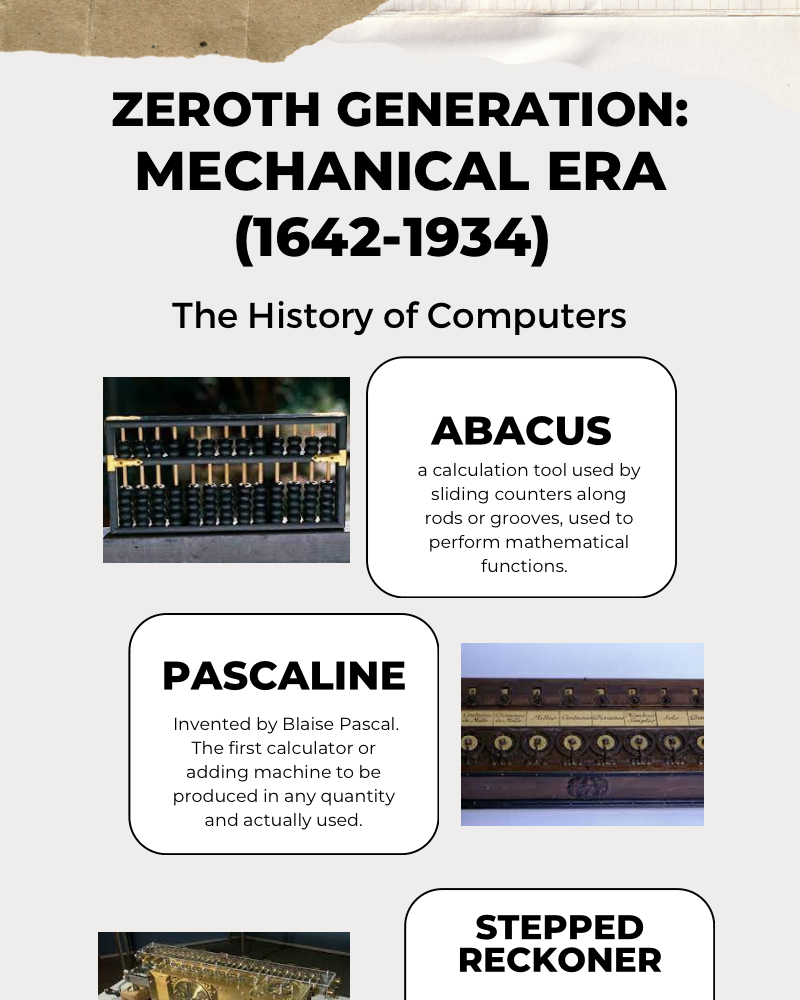 ZEROTH GENERATION:
MECHANICAL ERA
(1642-1934)
The History of Computers
ABACUS
a calculation tool used by
sliding counters along
rods or grooves, used to
perform mathematical
functions.
PASCALINE
Invented by Blaise Pascal.
The first calculator or
adding machine to be
produced in any quantity
and actually used.
STEPPED
RECKONER